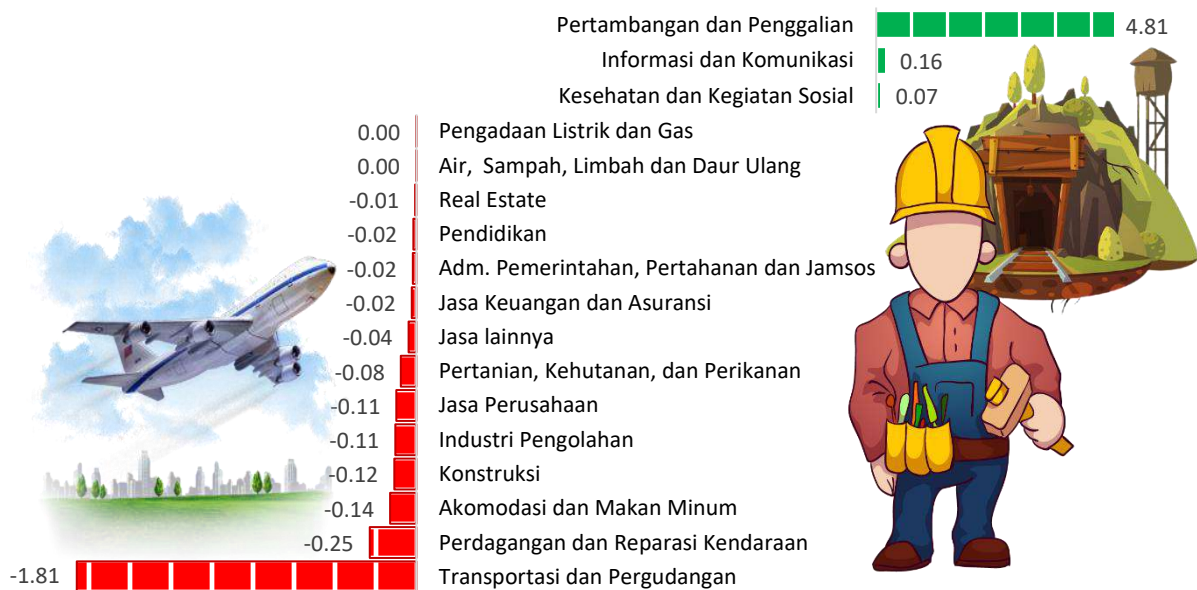 Pertambangan dan Penggalian 4.81
Informasi dan Komunikasi 0.16
Kesehatan dan Kegiatan Sosial 0.07
0.00 Pengadaan Listrik dan Gas
0.00 Air, Sampah, Limbah dan Daur Ulang
-0.01 Real Estate
-0.02 Pendidikan
-0.02 Adm. Pemerintahan, Pertahanan dan Jamsos
-0.02 Jasa Keuangan dan Asuransi
-0.04 Jasa lainnya
-0.08 Pertanian, Kehutanan, dan Perikanan
-0.11 Jasa Perusahaan
-0.11 Industri Pengolahan
-0.12 Konstruksi
-0.14 Akomodasi dan Makan Minum
-0.25 Perdagangan dan Reparasi Kendaraan
-1.81 Transportasi dan Pergudangan